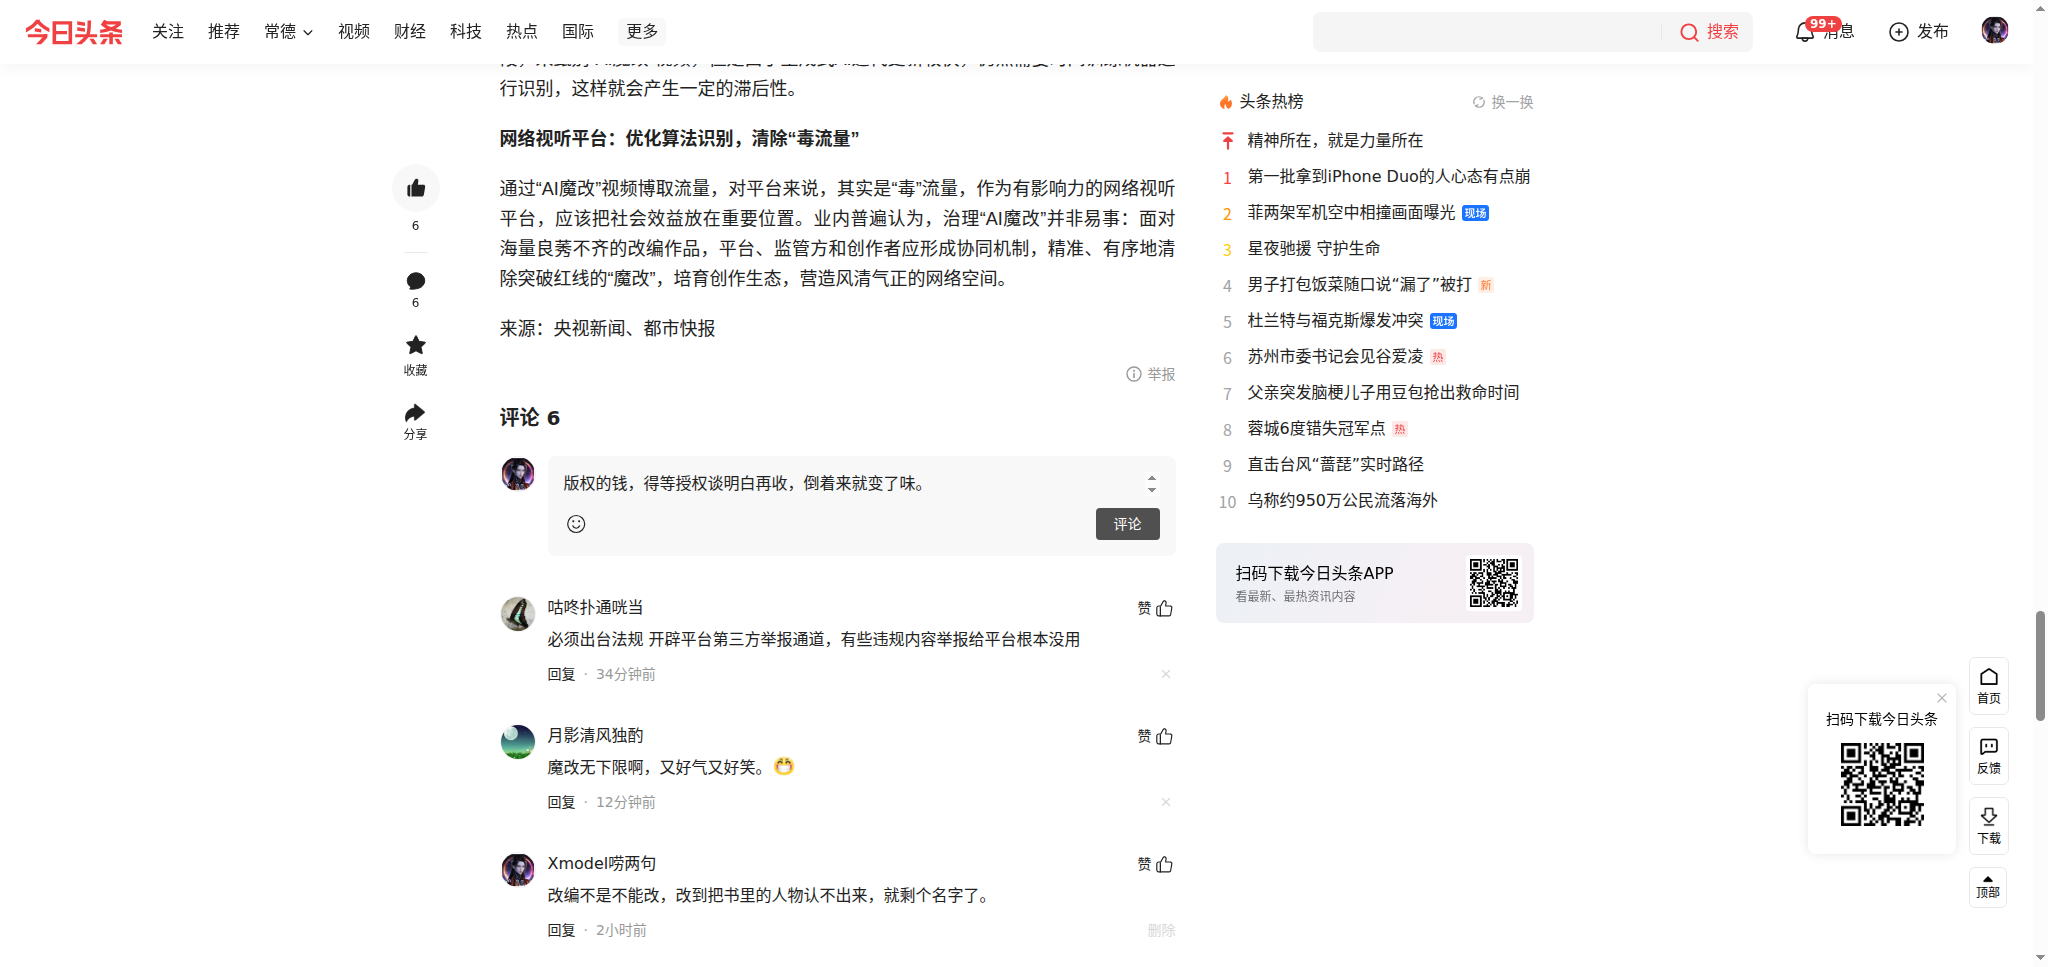 今日头条
关注 推荐 常德 视频 财经 科技 热点 国际 更多
搜索
99+
消息
发布
行识别，这样就会产生一定的滞后性。
网络视听平台：优化算法识别，清除“毒流量”
通过“AI魔改”视频博取流量，对平台来说，其实是“毒”流量，作为有影响力的网络视听
平台，应该把社会效益放在重要位置。业内普遍认为，治理“AI魔改”并非易事：面对
海量良莠不齐的改编作品，平台、监管方和创作者应形成协同机制，精准、有序地清
除突破红线的“魔改”，培育创作生态，营造风清气正的网络空间。
来源：央视新闻、都市快报
举报
6
6
收藏
分享
评论 6
版权的钱，得等授权谈明白再收，倒着来就变了味。
评论
咕咚扑通咣当
赞
必须出台法规 开辟平台第三方举报通道，有些违规内容举报给平台根本没用
回复 · 34分钟前
月影清风独酌
赞
魔改无下限啊，又好气又好笑。😁
回复 · 12分钟前
Xmodel唠两句
赞
改编不是不能改，改到把书里的人物认不出来，就剩个名字了。
回复 · 2小时前
删除
头条热榜
换一换
精神所在，就是力量所在
1 第一批拿到iPhone Duo的人心态有点崩
2 菲两架军机空中相撞画面曝光 现场
3 星夜驰援 守护生命
4 男子打包饭菜随口说“漏了”被打 新
5 杜兰特与福克斯爆发冲突 现场
6 苏州市委书记会见谷爱凌 热
7 父亲突发脑梗儿子用豆包抢出救命时间
8 蓉城6度错失冠军点 热
9 直击台风“蔷琵”实时路径
10 乌称约950万公民流落海外
扫码下载今日头条APP
看最新、最热资讯内容
扫码下载今日头条
首页
反馈
下载
顶部